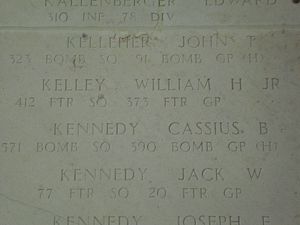 KALLENBERGER EDWARD
310 INF 78 DIV
KELLEHER JOHN P
323 BOMB SQ 91 BOMB GP (H)
KELLEY WILLIAM H JR
412 FTR SQ 373 FTR GP
KENNEDY CASSIUS B
571 BOMB SQ 390 BOMB GP (H)
KENNEDY JACK W
77 FTR SQ 20 FTR GP
KENNEDY JOSEPH